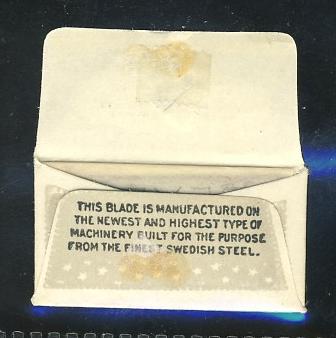 THIS BLADE IS MANUFACTURED ON
THE NEWEST AND HIGHEST TYPE OF
MACHINERY BUILT FOR THE PURPOSE
FROM THE FINEST SWEDISH STEEL.